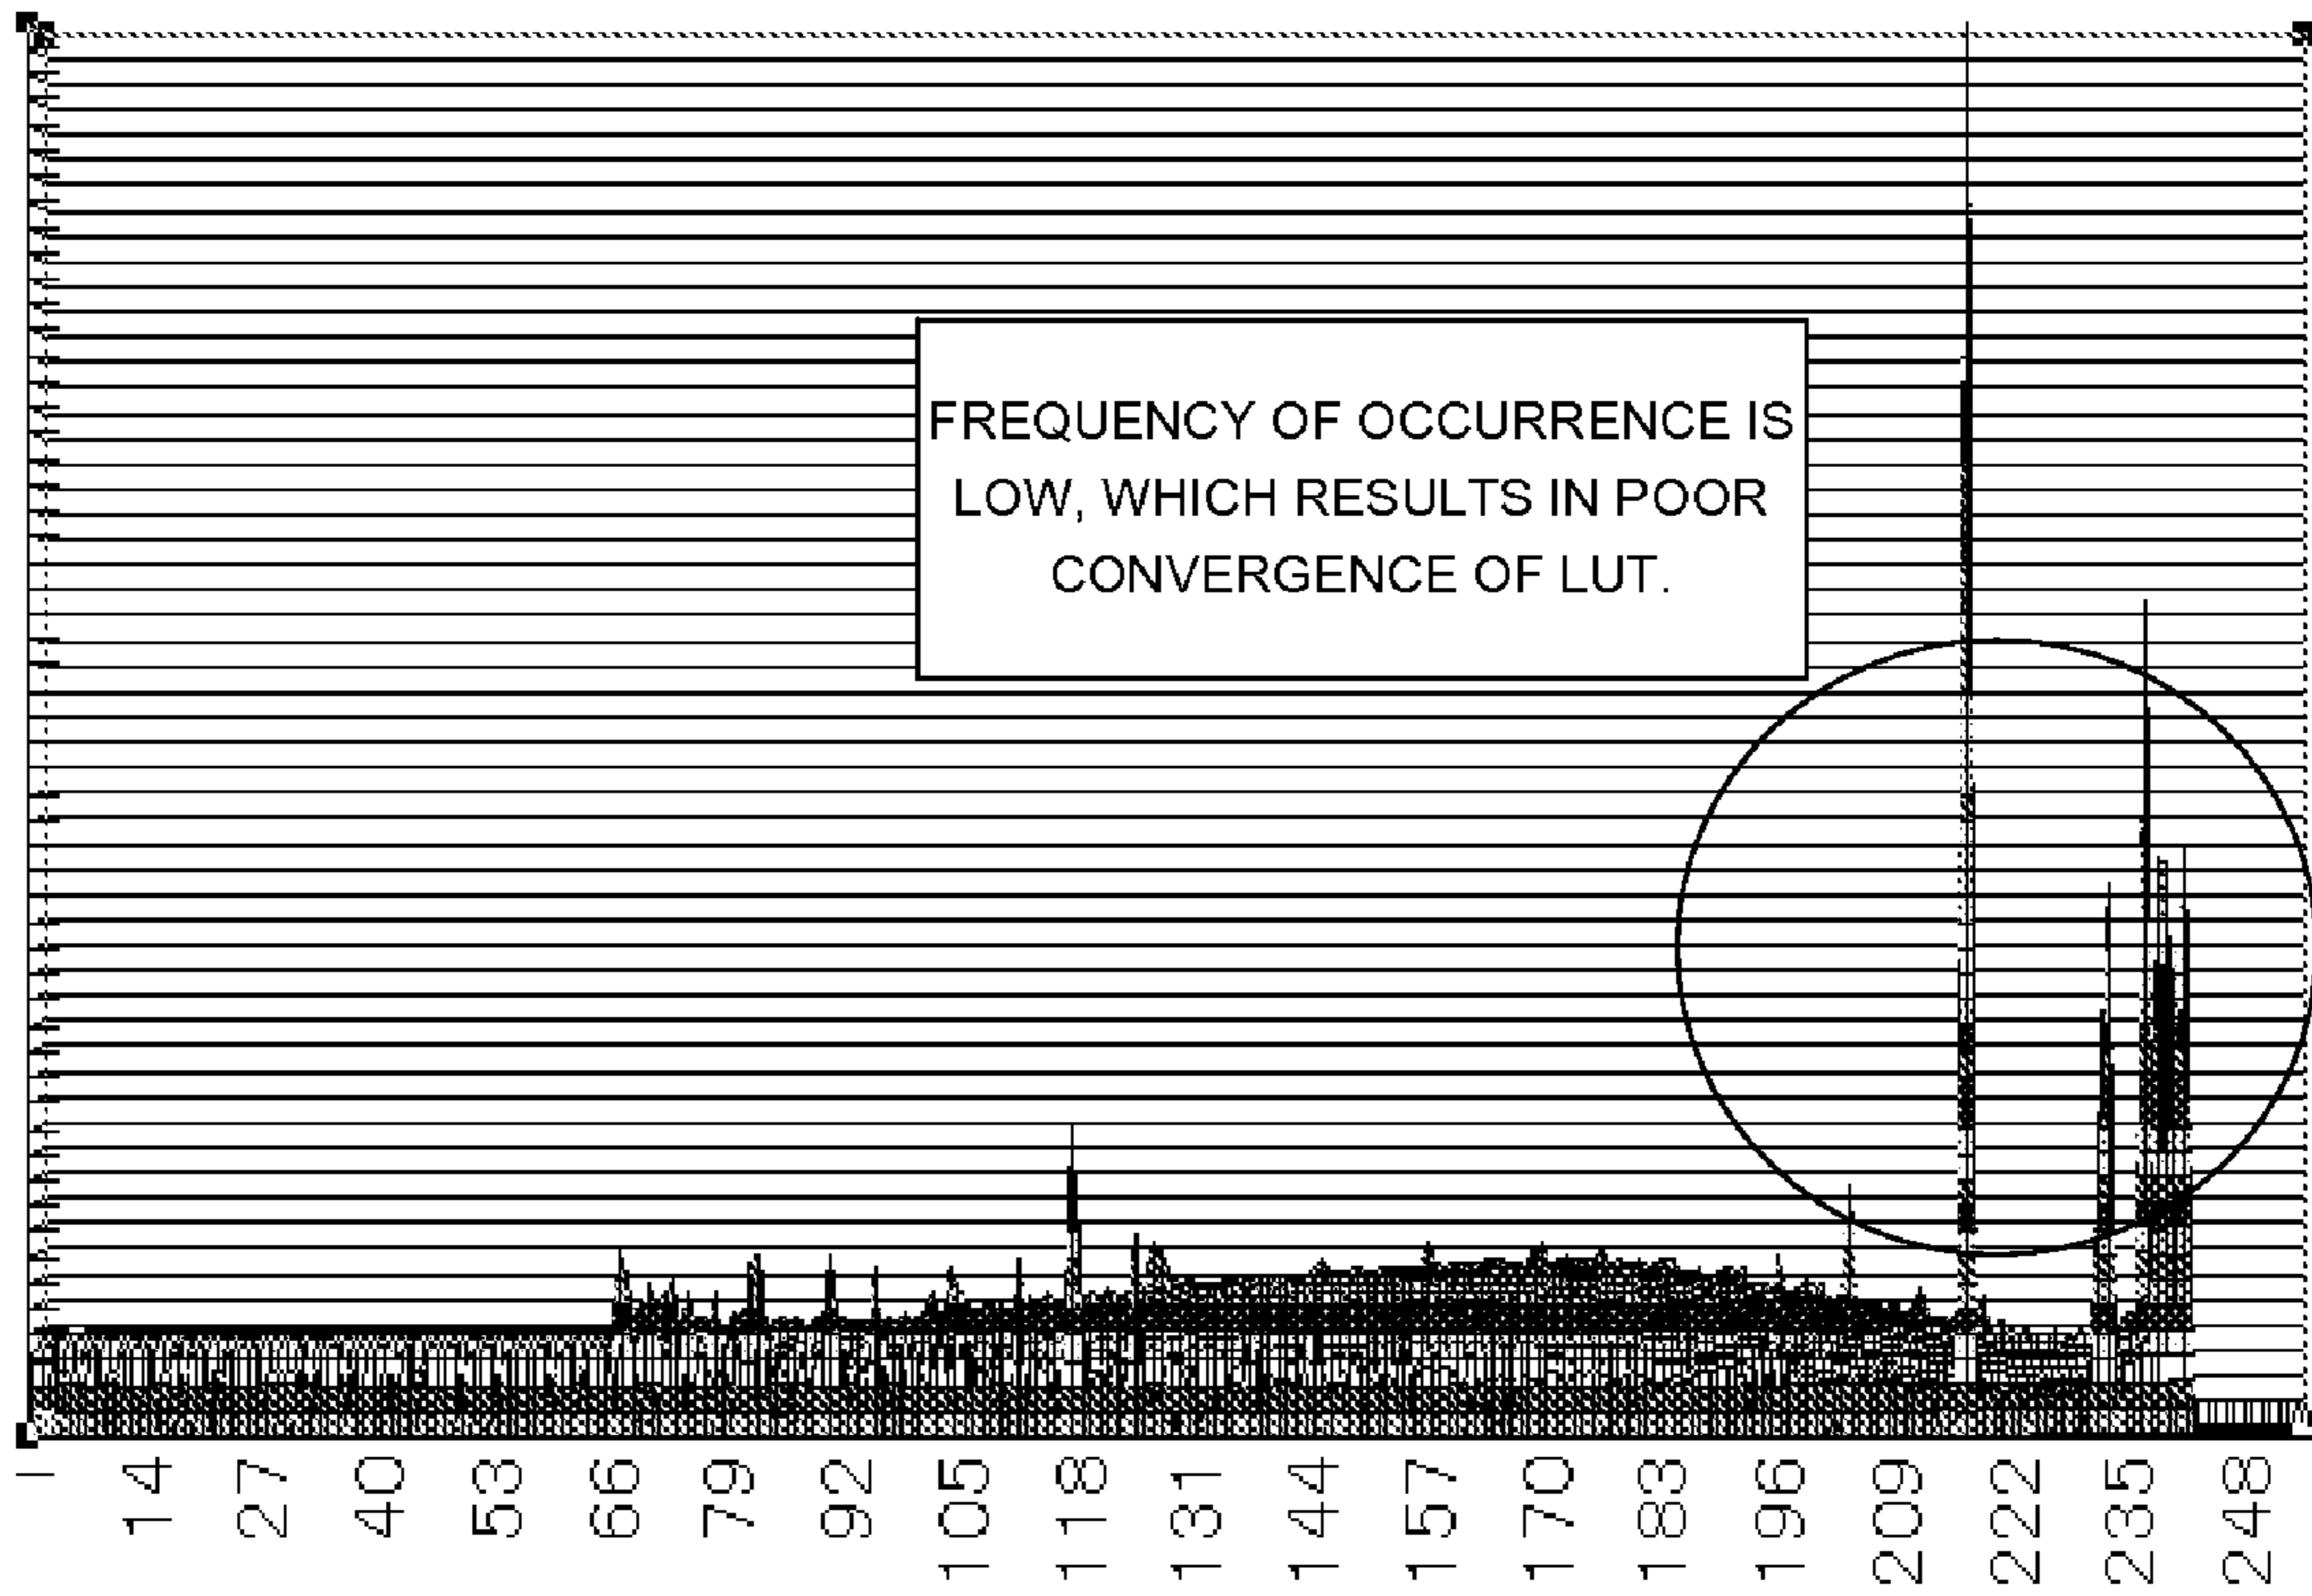 FREQUENCY OF OCCURRENCE IS
LOW, WHICH RESULTS IN POOR
CONVERGENCE OF LUT.
1 14 27 40 53 66 79 92 105 118 131 144 157 170 183 196 209 222 235 248